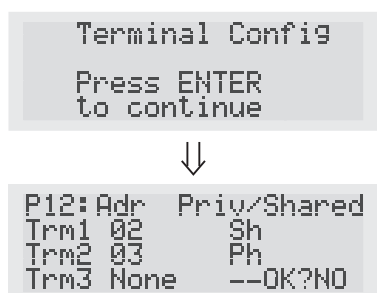 Terminal Config
Press ENTER
to continue
P12:Adr Priv/Shared
Trm1 02 Sh
Trm2 03 Ph
Trm3 None --OK?NO